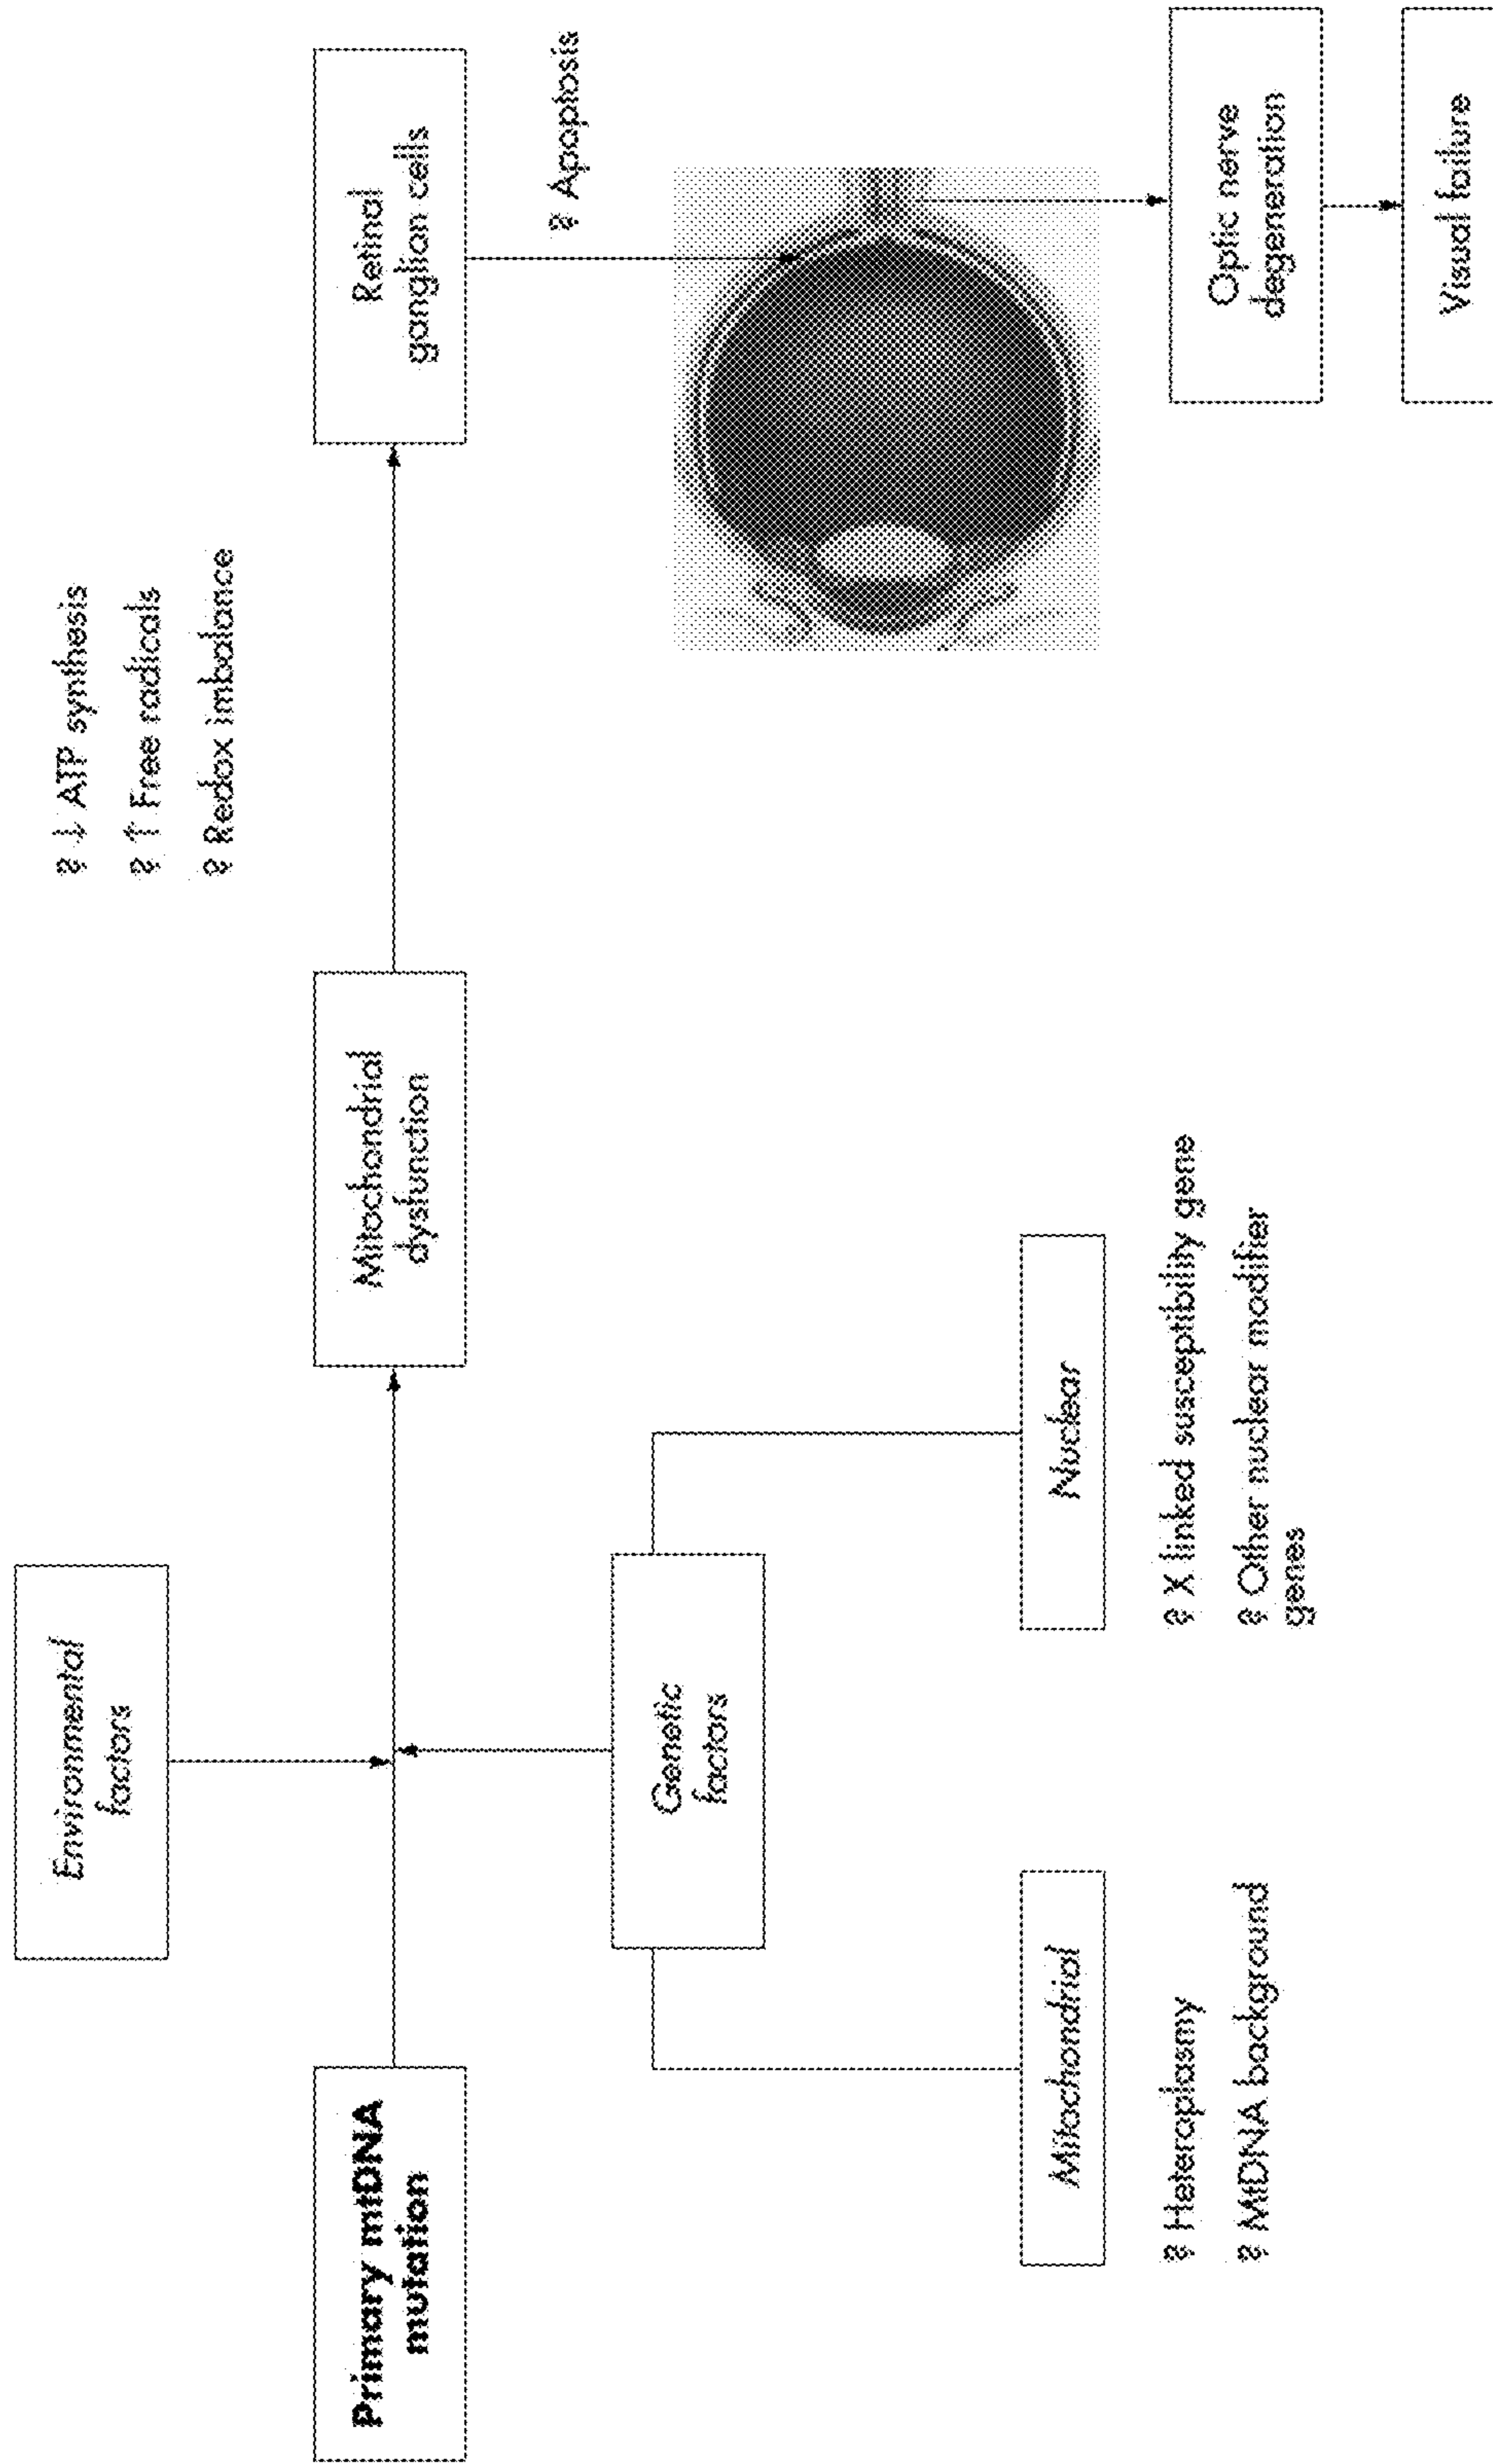 Environmental
factors
↓ ATP synthesis
↑ Free radicals
Redox imbalance
Primary mtDNA
mutation
Mitochondrial
dysfunction
Retinal
ganglion cells
Apoptosis
Genetic
factors
Mitochondrial
Heteroplasmy
MtDNA background
Nuclear
X linked susceptibility gene
Other nuclear modifier
genes
Optic nerve
degeneration
Visual failure